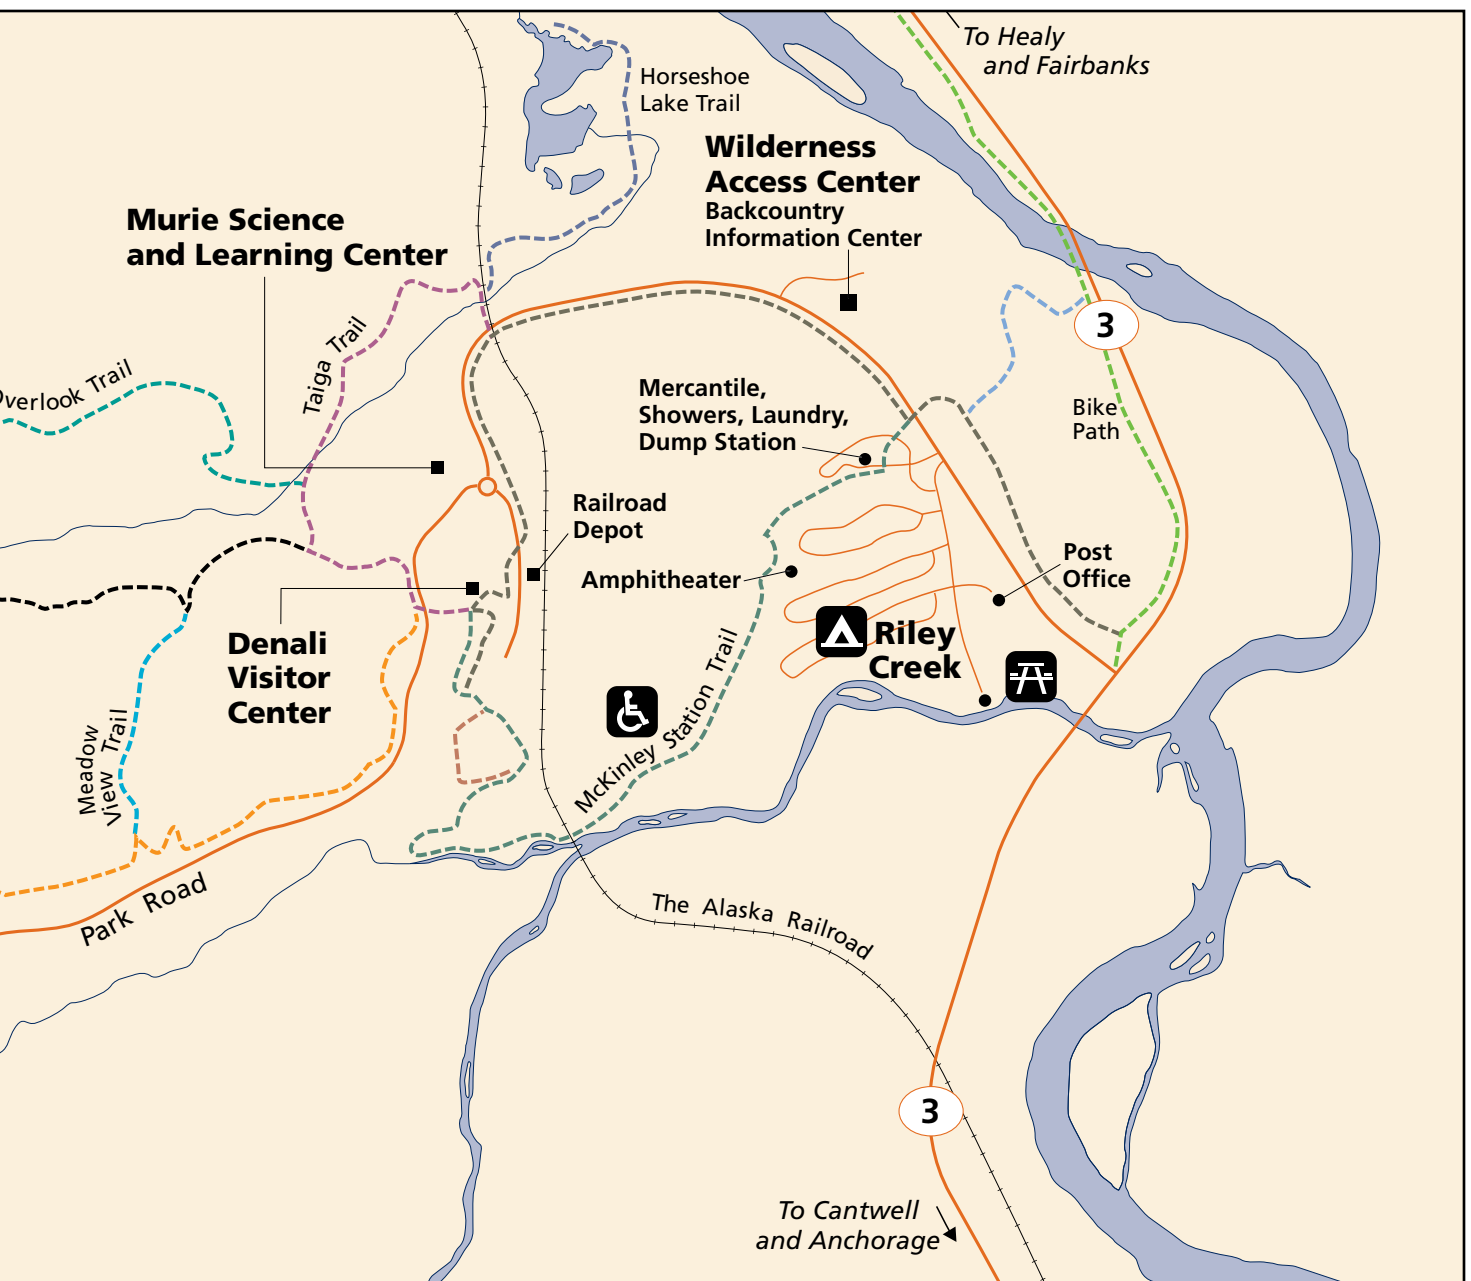 To Healy
and Fairbanks
Horseshoe
Lake Trail
Wilderness
Access Center
Backcountry
Information Center
Murie Science
and Learning Center
3
Taiga Trail
Overlook Trail
Mercantile,
Showers, Laundry,
Dump Station
Bike
Path
Railroad
Depot
Amphitheater
Post
Office
Riley
Creek
Denali
Visitor
Center
McKinley Station Trail
Meadow
View Trail
Park Road
The Alaska Railroad
3
To Cantwell
and Anchorage